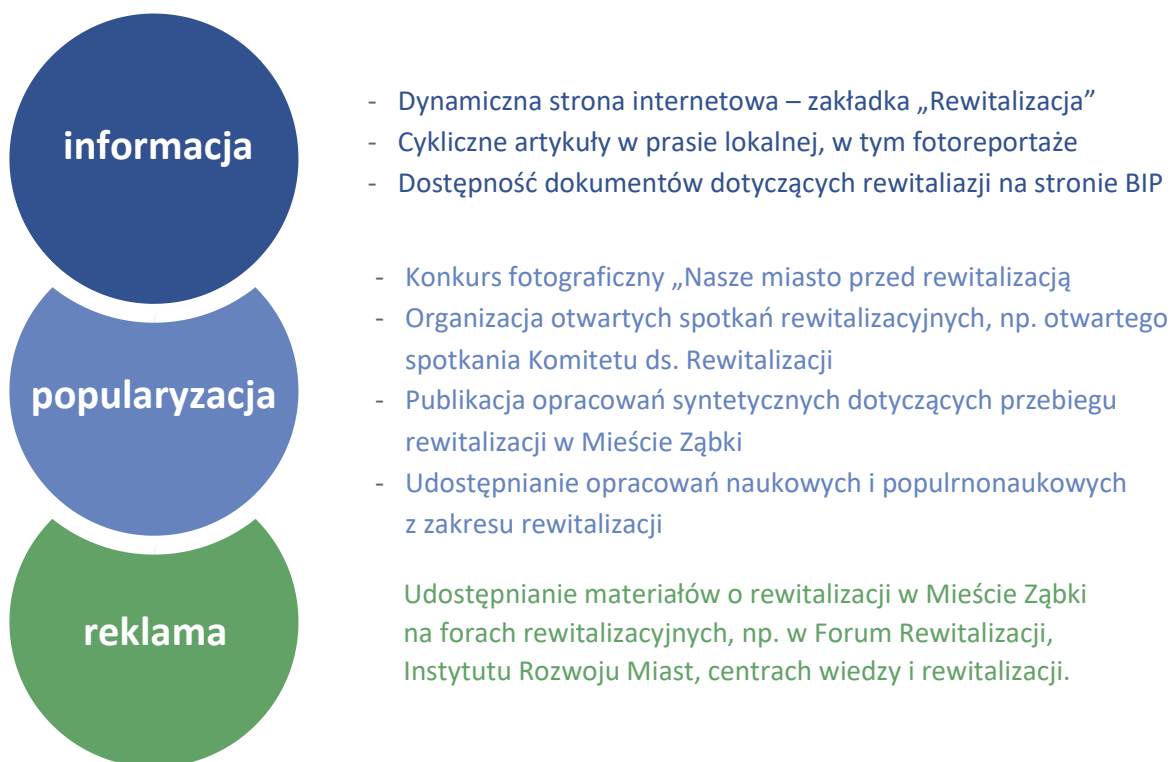 informacja
- Dynamiczna strona internetowa – zakładka „Rewitalizacja”
- Cykliczne artykuły w prasie lokalnej, w tym fotoreportaże
- Dostępność dokumentów dotyczących rewitaliazji na stronie BIP
popularyzacja
- Konkurs fotograficzny „Nasze miasto przed rewitalizacją
- Organizacja otwartych spotkań rewitalizacyjnych, np. otwartego
spotkania Komitetu ds. Rewitalizacji
- Publikacja opracowań syntetycznych dotyczących przebiegu
rewitalizacji w Mieście Ząbki
- Udostępnianie opracowań naukowych i populrnonaukowych
z zakresu rewitalizacji
reklama
Udostępnianie materiałów o rewitalizacji w Mieście Ząbki
na forach rewitalizacyjnych, np. w Forum Rewitalizacji,
Instytutu Rozwoju Miast, centrach wiedzy i rewitalizacji.